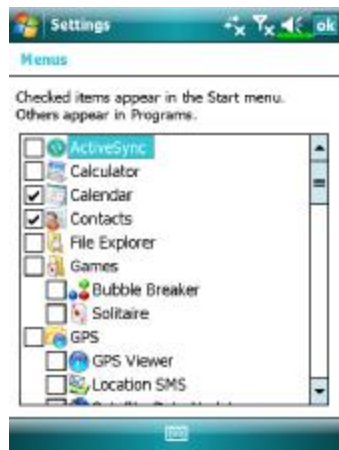 Settings
ok
Menus
Checked items appear in the Start menu.
Others appear in Programs.
ActiveSync
Calculator
Calendar
Contacts
File Explorer
Games
Bubble Breaker
Solitaire
GPS
GPS Viewer
Location SMS